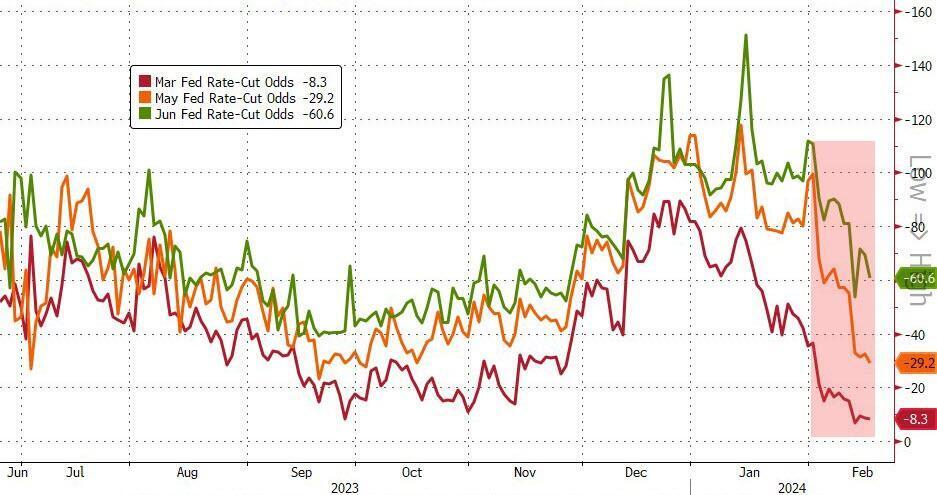 -160
-140
Mar Fed Rate-Cut Odds -8.3
May Fed Rate-Cut Odds -29.2
Jun Fed Rate-Cut Odds -60.6
-120
-100
-80
-60.6
-40
-29.2
-20
-8.3
0
Low => High
Jun Jul Aug Sep Oct Nov Dec Jan Feb
2023 2024